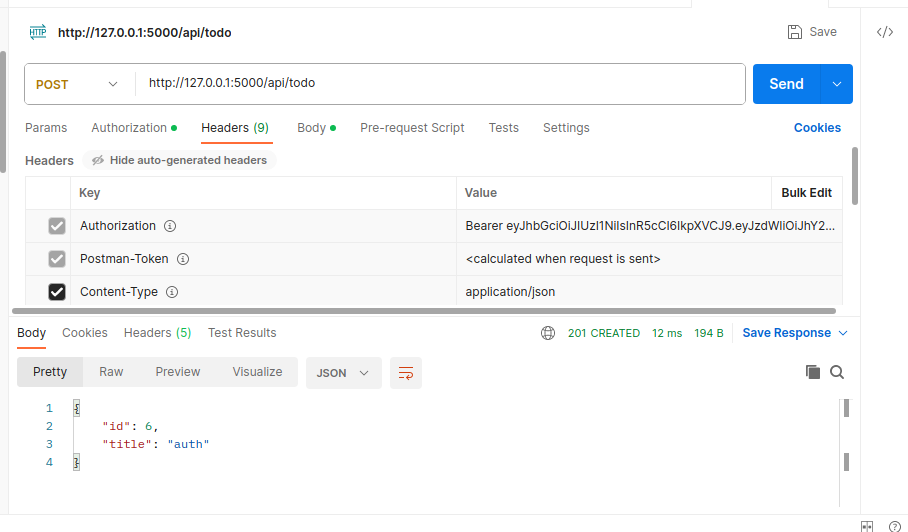 HTTP http://127.0.0.1:5000/api/todo Save </>
POST http://127.0.0.1:5000/api/todo Send
Params Authorization Headers (9) Body Pre-request Script Tests Settings Cookies
Headers Hide auto-generated headers
Key Value Bulk Edit
Authorization Bearer eyJhbGciOiJIUzI1NiIsInR5cCI6IkpXVCJ9.eyJzdWIiOiJhY2...
Postman-Token <calculated when request is sent>
Content-Type application/json
Body Cookies Headers (5) Test Results 201 CREATED 12 ms 194 B Save Response
Pretty Raw Preview Visualize JSON
1 {
2 "id": 6,
3 "title": "auth"
4 }